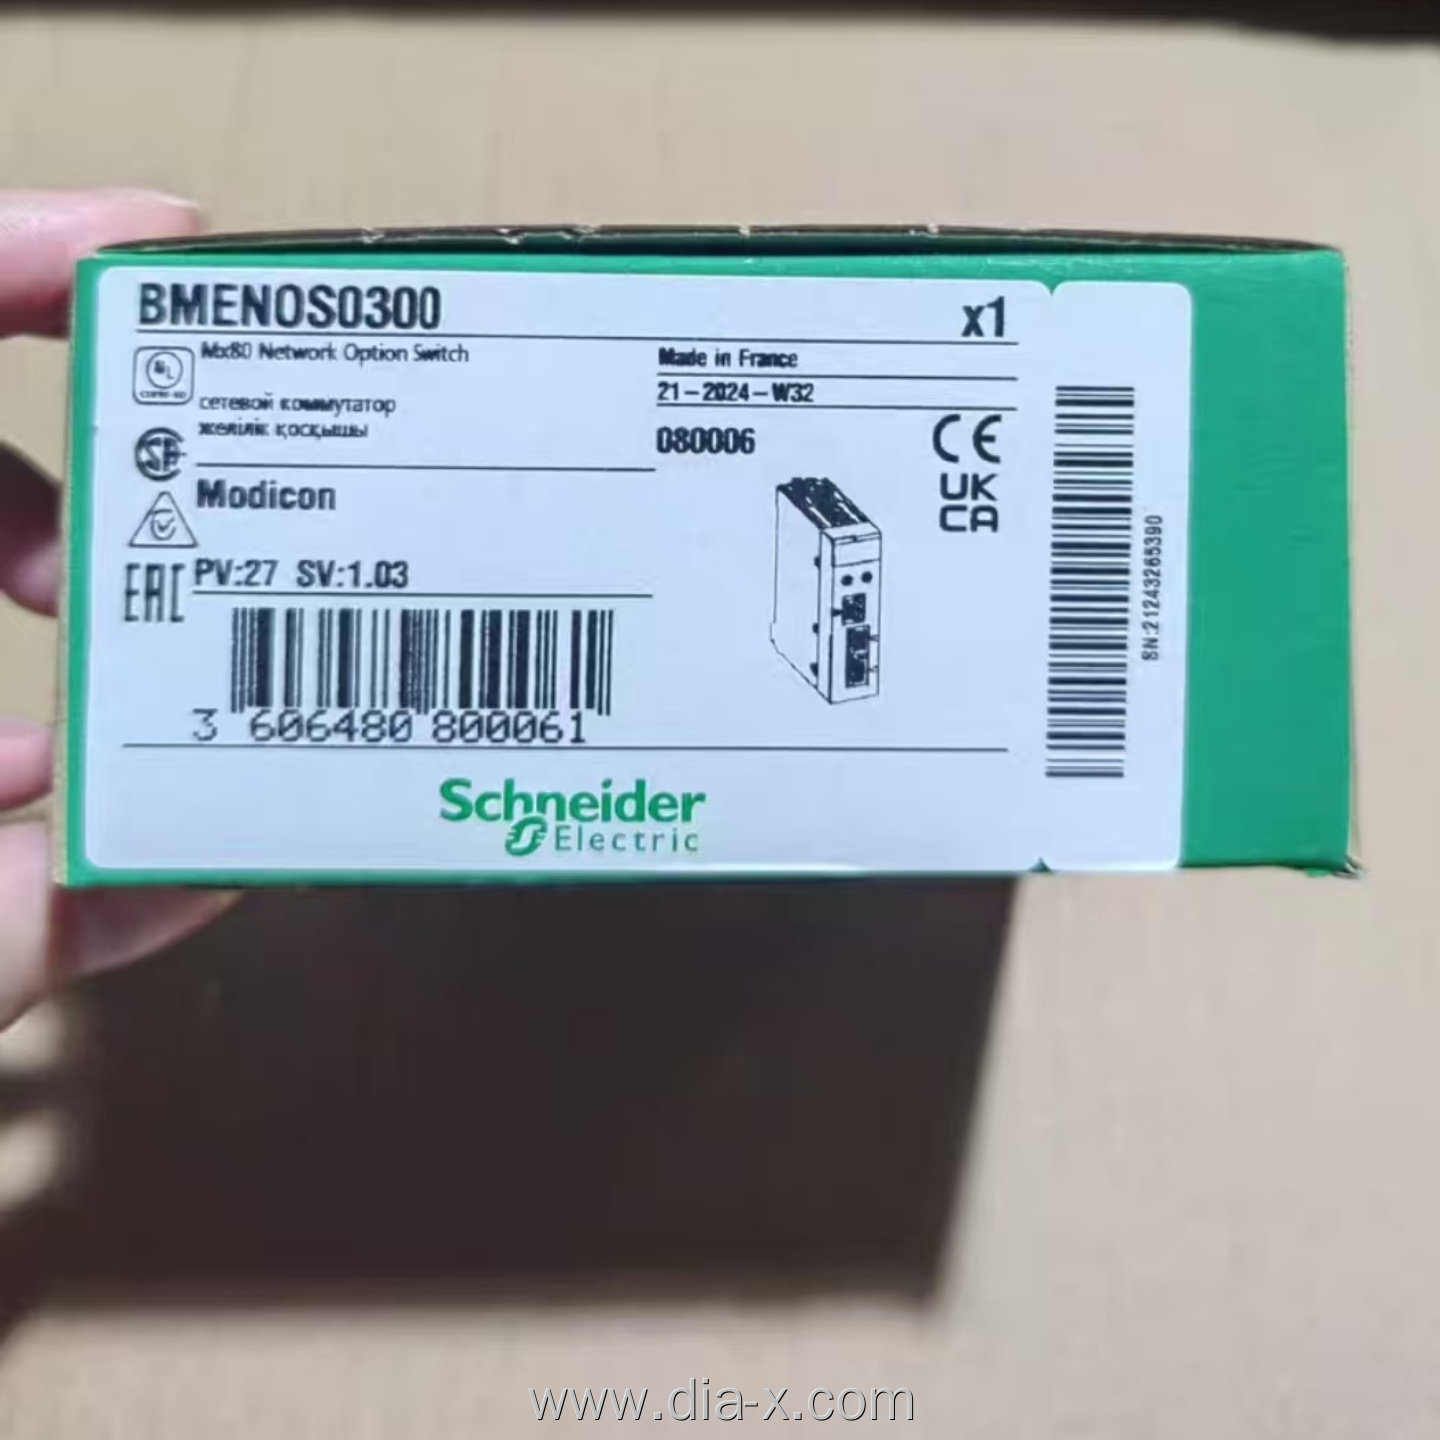 BMENOS0300
x1
Mx80 Network Option Switch
сетевой коммутатор
желілік қосқышы
Made in France
21-2024-W32
080006
CE
UK
CA
UL
Modicon
EAC
PV:27 SV:1.03
3 606480 800061
SN:21243265390
Schneider
Electric
www.dia-x.com